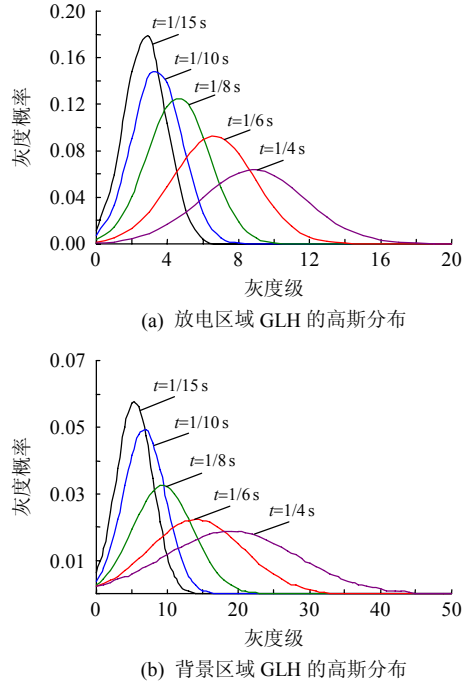 0.20
t=1/15 s
t=1/10 s
0.16
t=1/8 s
0.12
t=1/6 s
t=1/4 s
0.08
0.04
0.00
灰度概率
0 4 8 12 16 20
灰度级
(a) 放电区域 GLH 的高斯分布
0.07
t=1/15 s
t=1/10 s
0.05
t=1/8 s
0.03
t=1/6 s
t=1/4 s
0.01
灰度概率
0 10 20 30 40 50
灰度级
(b) 背景区域 GLH 的高斯分布